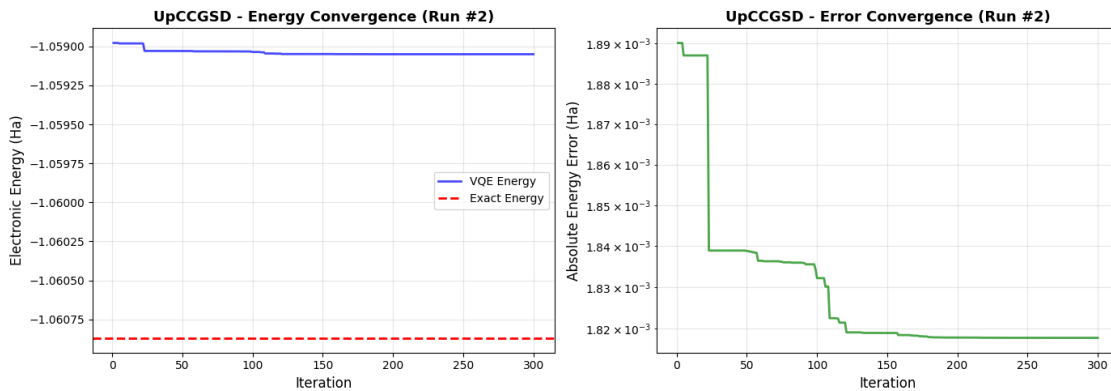 UpCCGSD - Energy Convergence (Run #2)
Electronic Energy (Ha)
−1.05900
−1.05925
−1.05950
−1.05975
−1.06000
−1.06025
−1.06050
−1.06075
VQE Energy
Exact Energy
0 50 100 150 200 250 300
Iteration
UpCCGSD - Error Convergence (Run #2)
Absolute Energy Error (Ha)
1.89 × 10⁻³
1.88 × 10⁻³
1.87 × 10⁻³
1.86 × 10⁻³
1.85 × 10⁻³
1.84 × 10⁻³
1.83 × 10⁻³
1.82 × 10⁻³
0 50 100 150 200 250 300
Iteration